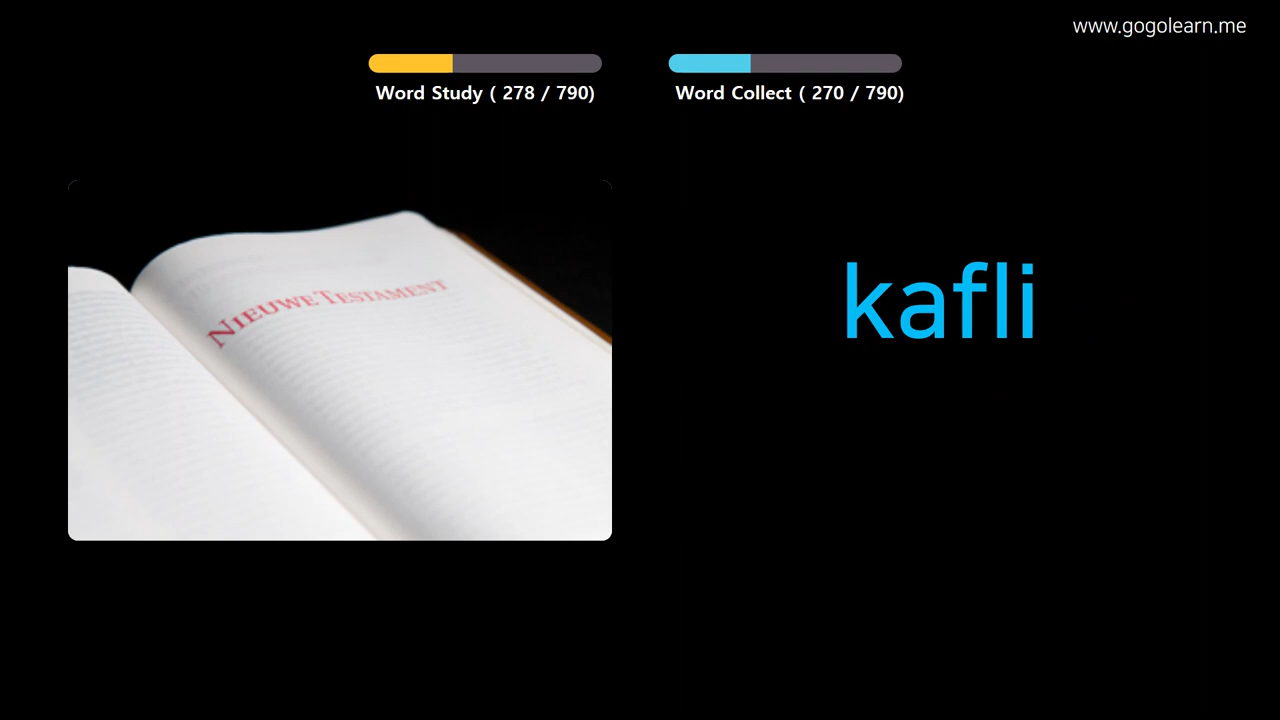 www.gogolearn.me
Word Study ( 278 / 790)
Word Collect ( 270 / 790)
NIEUWE TESTAMENT
kafli